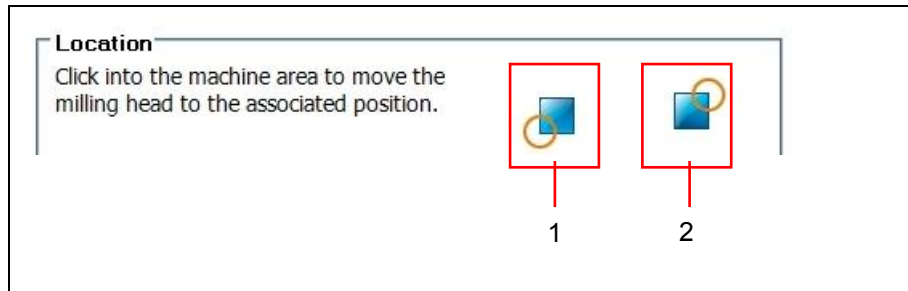 Location
Click into the machine area to move the
milling head to the associated position.
1 2